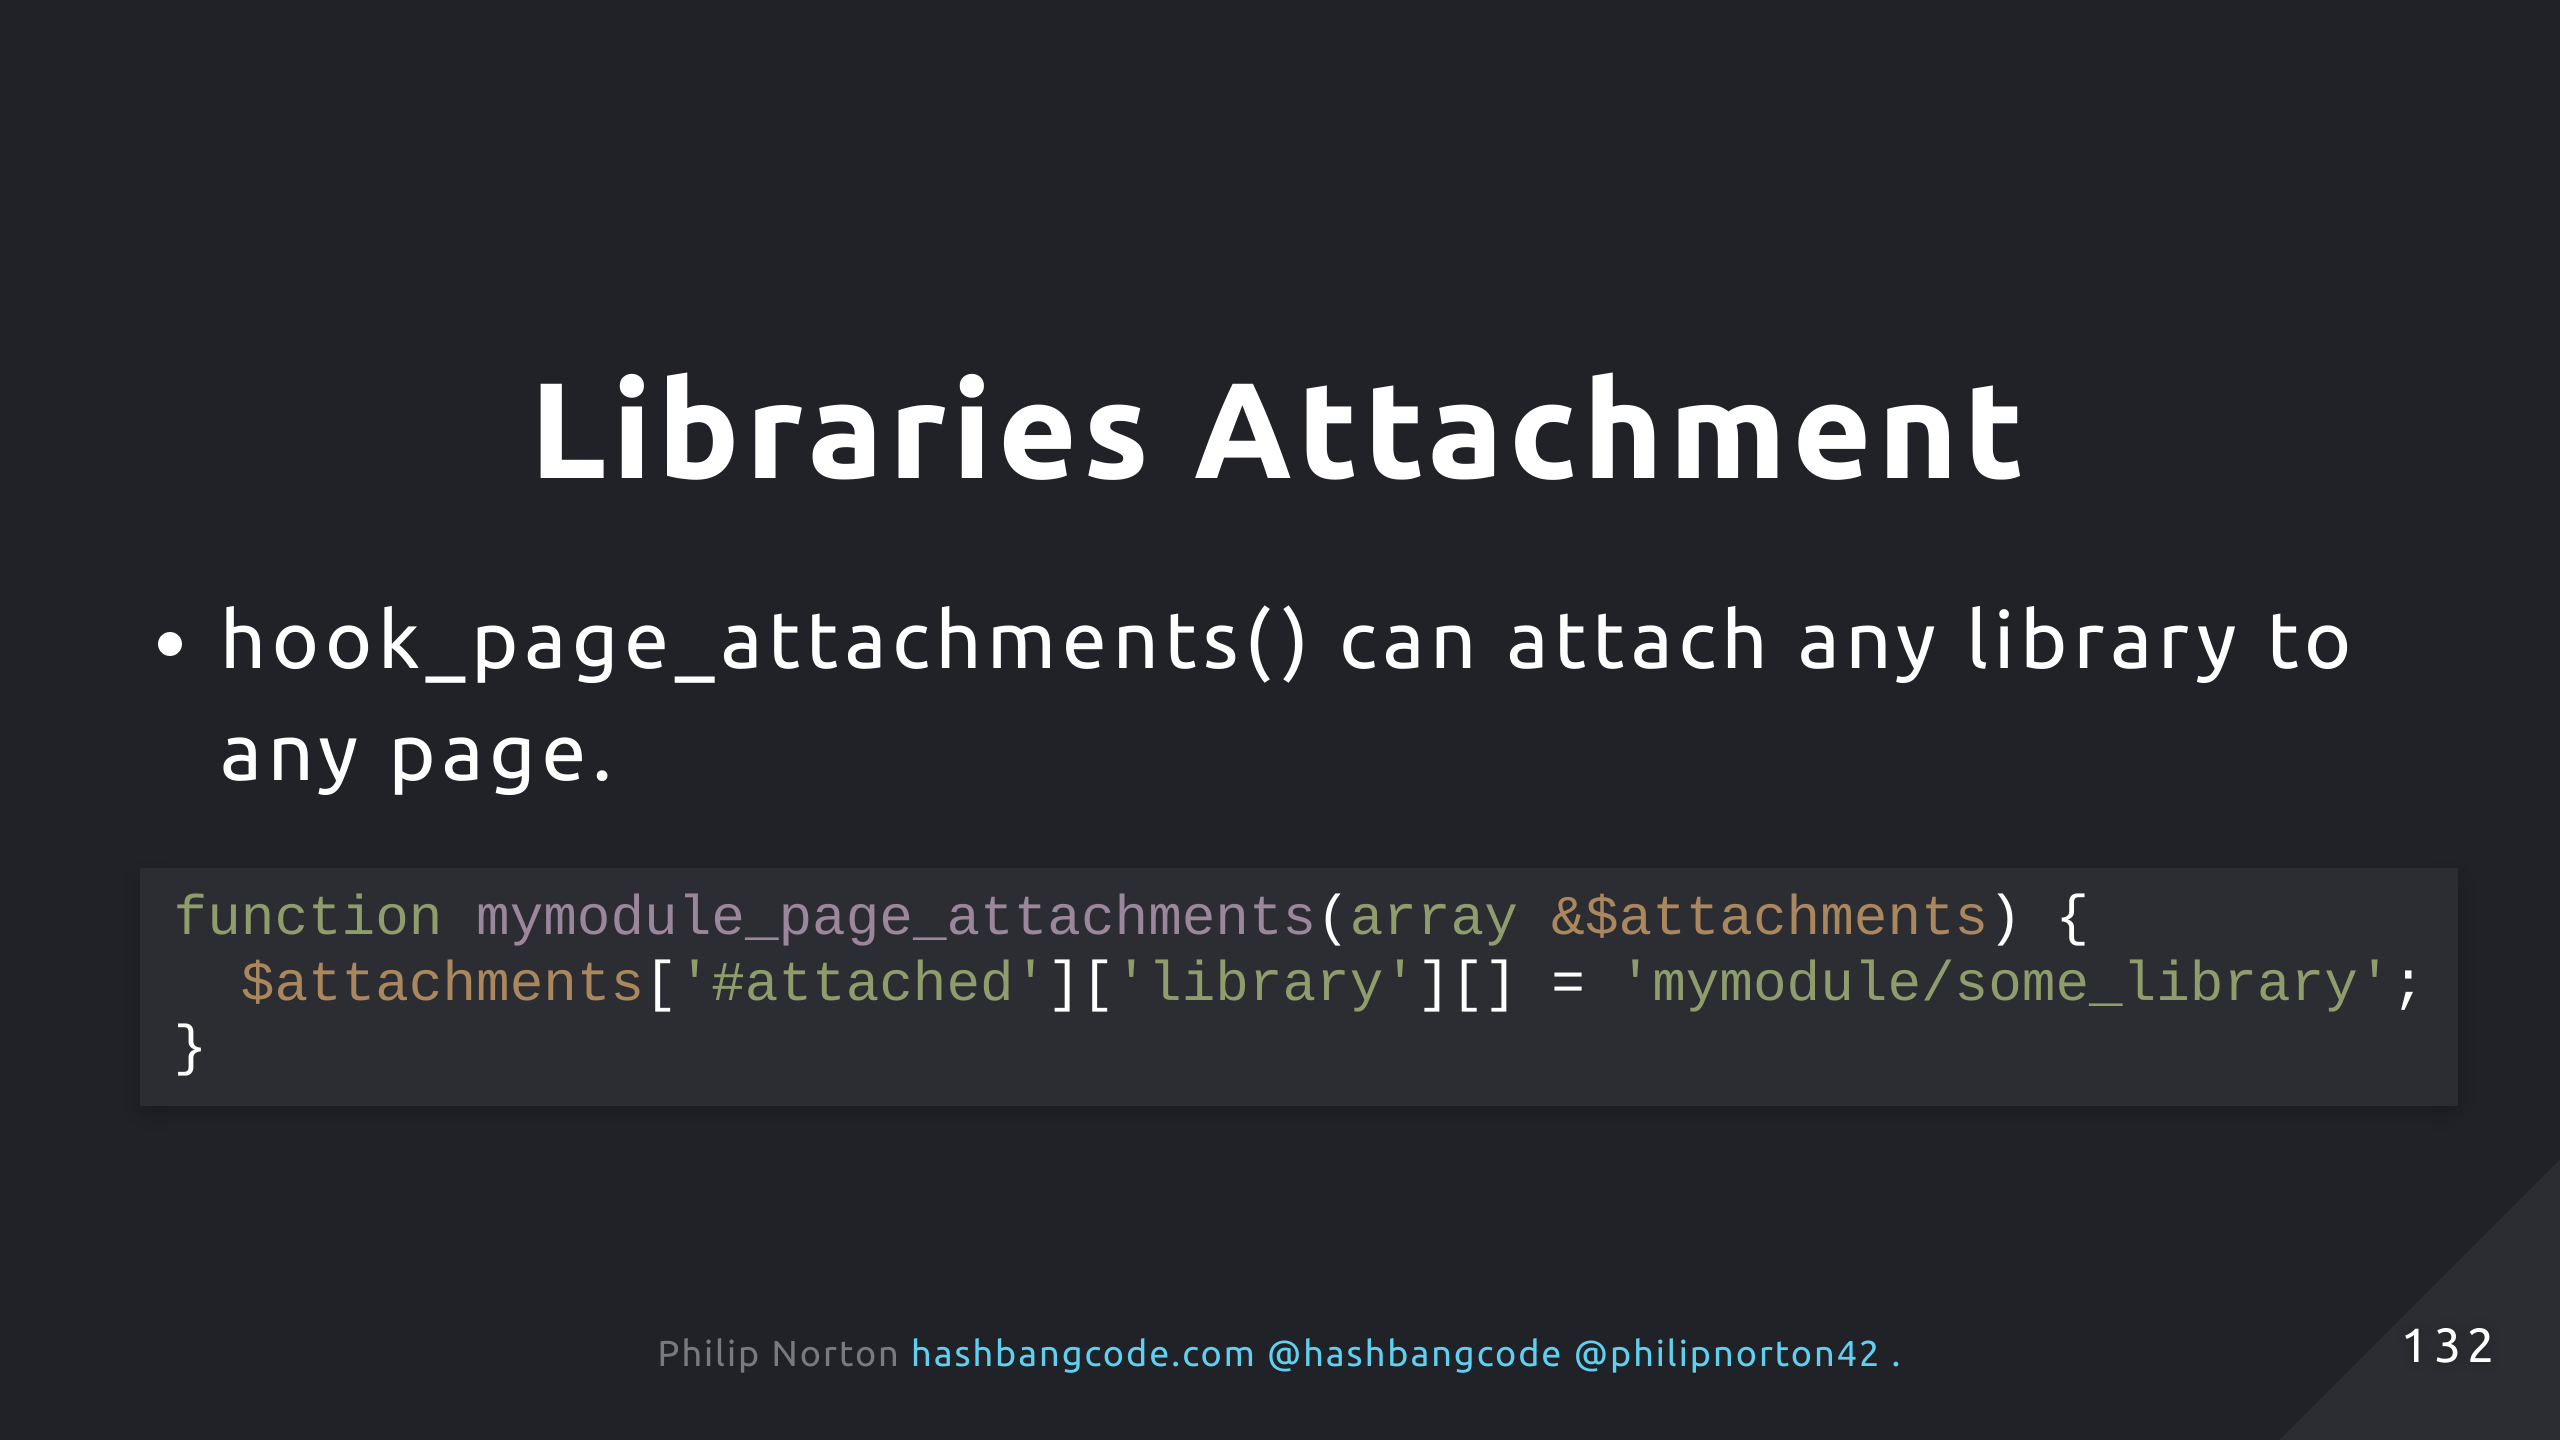 Libraries Attachment
• hook_page_attachments() can attach any library to
any page.
function mymodule_page_attachments(array &$attachments) {
  $attachments['#attached']['library'][] = 'mymodule/some_library';
}
Philip Norton hashbangcode.com @hashbangcode @philipnorton42 .
132